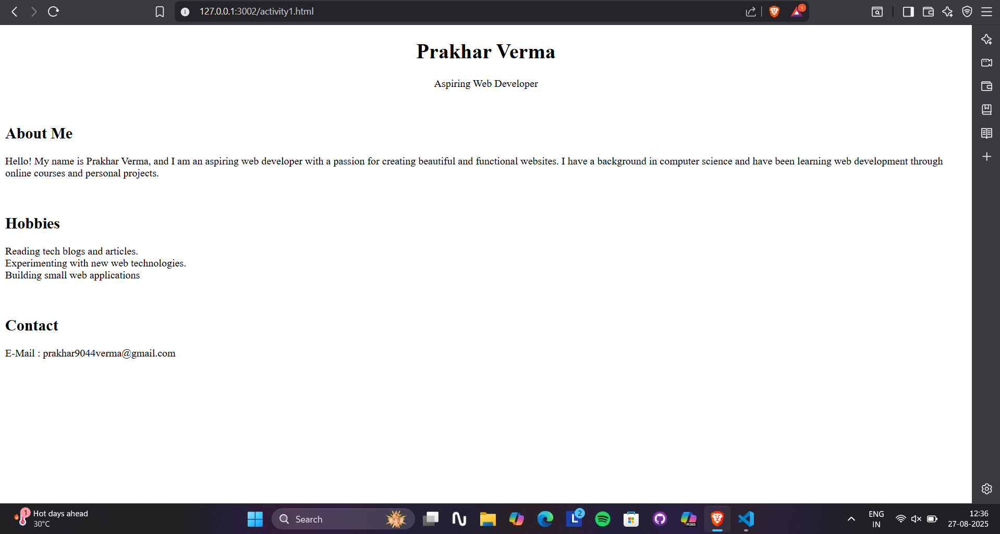 127.0.0.1:3002/activity1.html
1
Prakhar Verma
Aspiring Web Developer
About Me
Hello! My name is Prakhar Verma, and I am an aspiring web developer with a passion for creating beautiful and functional websites. I have a background in computer science and have been learning web development through
online courses and personal projects.
Hobbies
Reading tech blogs and articles.
Experimenting with new web technologies.
Building small web applications
Contact
E-Mail : prakhar9044verma@gmail.com
1
Hot days ahead
30°C
Search
L
2
M365
ENG
IN
12:36
27-08-2025